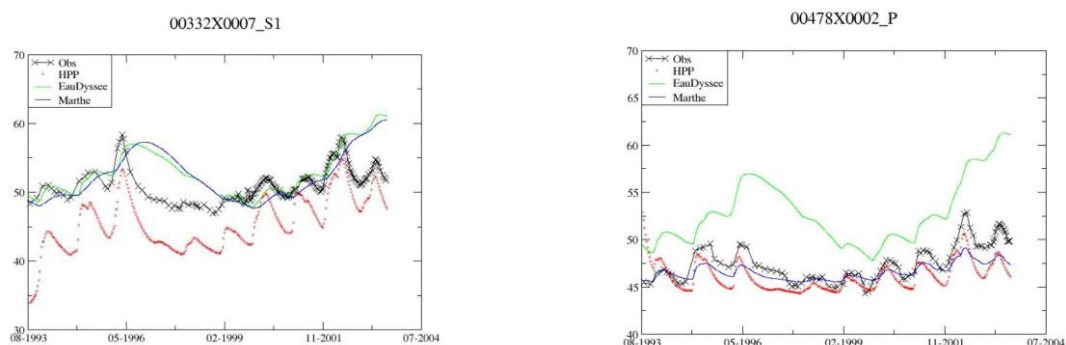 00332X0007_S1
70
60
50
40
30
Obs
HPP
EauDyssee
Marthe
08-1993
05-1996
02-1999
11-2001
07-2004
00478X0002_P
70
65
60
55
50
45
40
Obs
HPP
EauDyssee
Marthe
08-1993
05-1996
02-1999
11-2001
07-2004